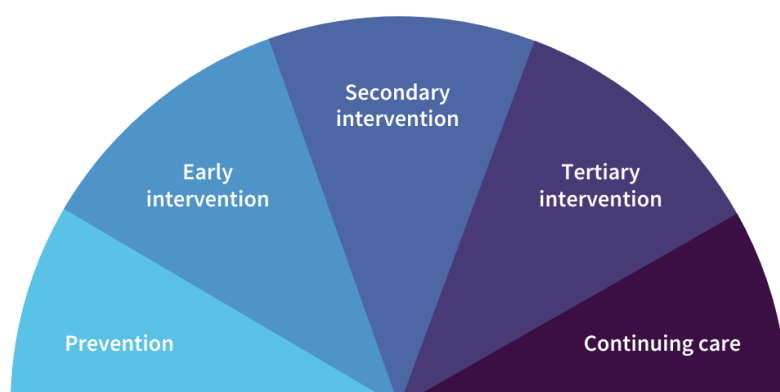 Secondary
intervention
Early
intervention
Tertiary
intervention
Prevention
Continuing care